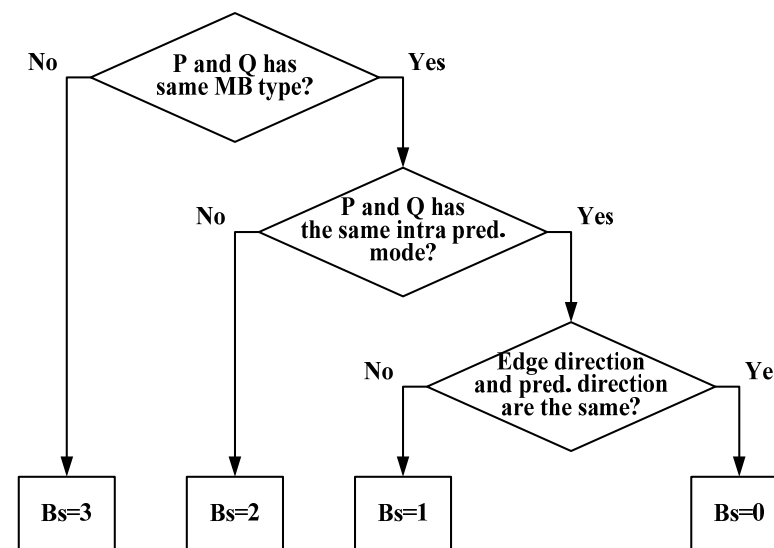 No
P and Q has
same MB type?
Yes
No
P and Q has
the same intra pred.
mode?
Yes
No
Edge direction
and pred. direction
are the same?
Ye
Bs=3
Bs=2
Bs=1
Bs=0